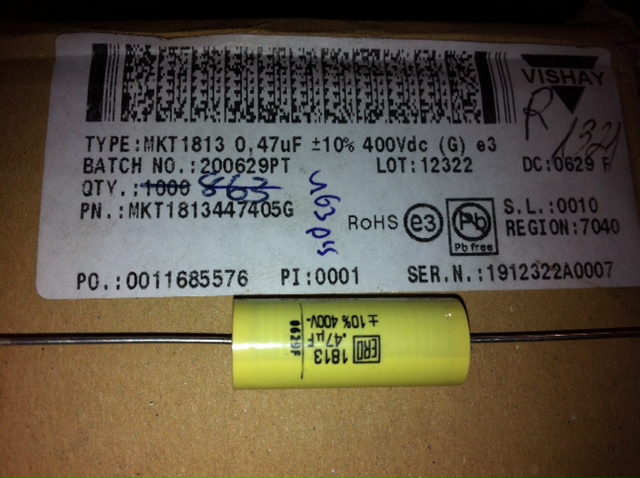 VISHAY
R
1321
TYPE:MKT1813 0,47uF ±10% 400Vdc (G) e3
BATCH NO.:200629PT LOT:12322 DC:0629 F
QTY.:1000 863
PN.:MKT1813447405G
RoHS e3 Pb Pb free
S.L.:0010
REGION:7040
PO.:0011685576 PI:0001 SER.N.:1912322A0007
ERO
1813
.47µF
±10% 400V-
0629F